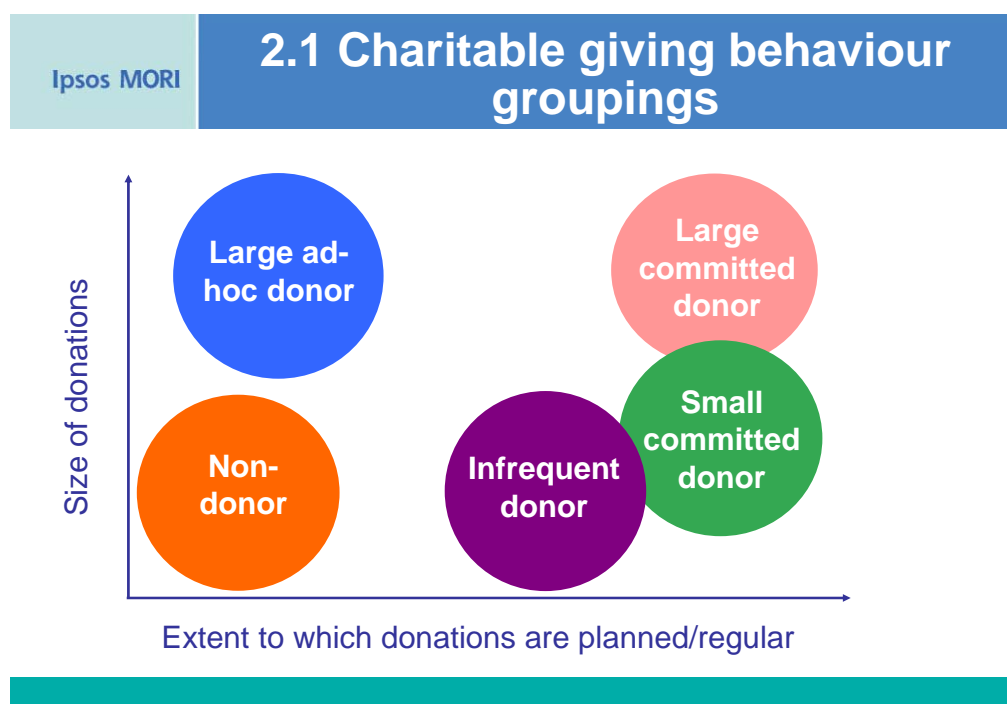 Ipsos MORI
2.1 Charitable giving behaviour
groupings
Size of donations
Large ad-
hoc donor
Large
committed
donor
Non-
donor
Infrequent
donor
Small
committed
donor
Extent to which donations are planned/regular